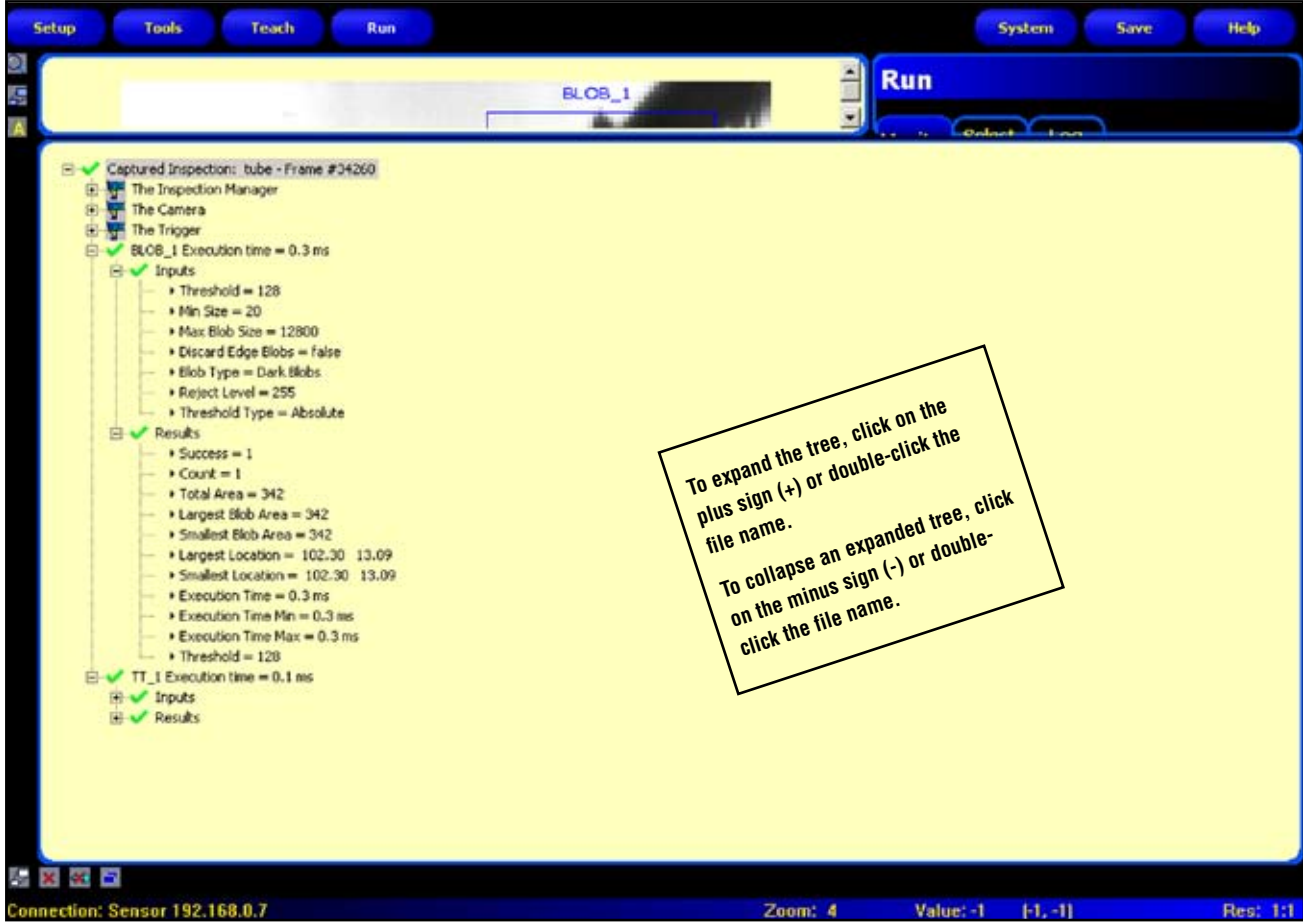 Setup Tools Teach Run System Save Help
BLOB_1
Run
Select Log
A
Captured Inspection: tube - Frame #34260
The Inspection Manager
The Camera
The Trigger
BLOB_1 Execution time = 0.3 ms
Inputs
Threshold = 128
Min Size = 20
Max Blob Size = 12800
Discard Edge Blobs = false
Blob Type = Dark Blobs
Reject Level = 255
Threshold Type = Absolute
Results
Success = 1
Count = 1
Total Area = 342
Largest Blob Area = 342
Smallest Blob Area = 342
Largest Location = 102.30 13.09
Smallest Location = 102.30 13.09
Execution Time = 0.3 ms
Execution Time Min = 0.3 ms
Execution Time Max = 0.3 ms
Threshold = 128
TT_1 Execution time = 0.1 ms
Inputs
Results
To expand the tree, click on the
plus sign (+) or double-click the
file name.
To collapse an expanded tree, click
on the minus sign (-) or double-
click the file name.
Connection: Sensor 192.168.0.7 Zoom: 4 Value: -1 [-1, -1] Res: 1:1